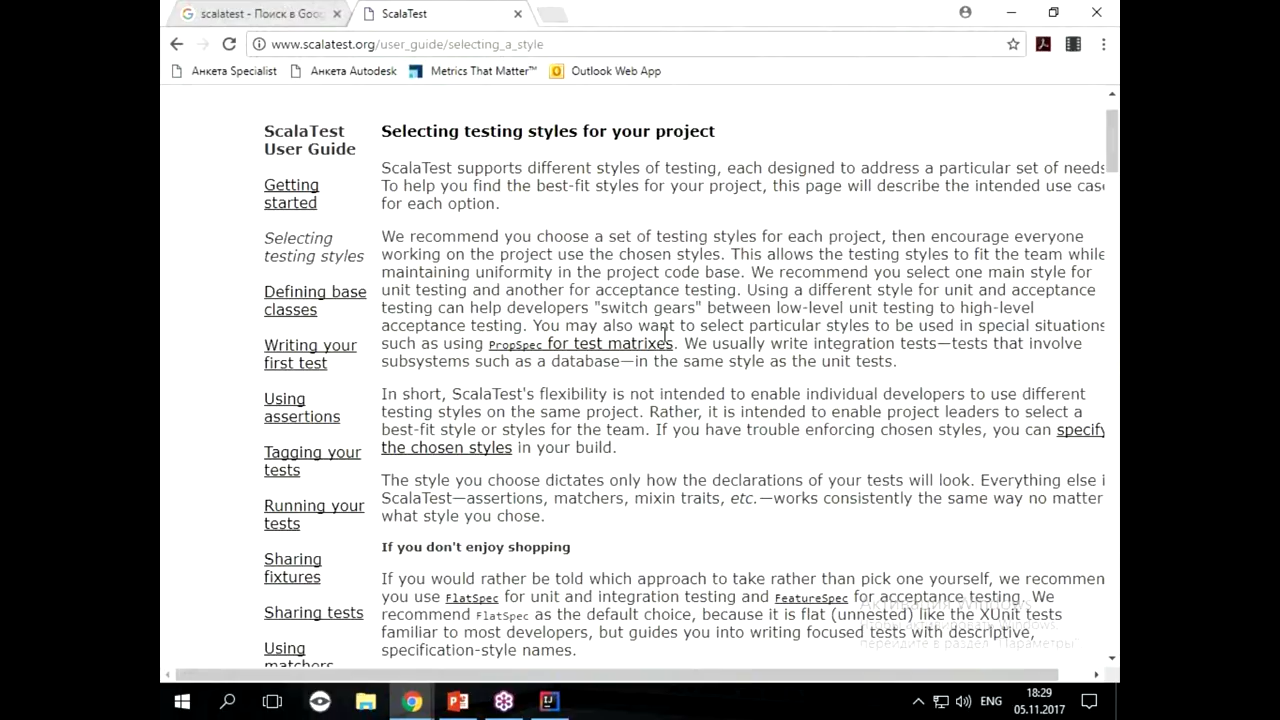 scalatest - Поиск в Goo
ScalaTest
www.scalatest.org/user_guide/selecting_a_style
Анкета Specialist
Анкета Autodesk
Metrics That Matter™
Outlook Web App
ScalaTest
User Guide
Getting
started
Selecting
testing styles
Defining base
classes
Writing your
first test
Using
assertions
Tagging your
tests
Running your
tests
Sharing
fixtures
Sharing tests
Using
matchers
Selecting testing styles for your project
ScalaTest supports different styles of testing, each designed to address a particular set of needs
To help you find the best-fit styles for your project, this page will describe the intended use case
for each option.
We recommend you choose a set of testing styles for each project, then encourage everyone
working on the project use the chosen styles. This allows the testing styles to fit the team while
maintaining uniformity in the project code base. We recommend you select one main style for
unit testing and another for acceptance testing. Using a different style for unit and acceptance
testing can help developers "switch gears" between low-level unit testing to high-level
acceptance testing. You may also want to select particular styles to be used in special situations
such as using PropSpec for test matrixes. We usually write integration tests—tests that involve
subsystems such as a database—in the same style as the unit tests.
In short, ScalaTest's flexibility is not intended to enable individual developers to use different
testing styles on the same project. Rather, it is intended to enable project leaders to select a
best-fit style or styles for the team. If you have trouble enforcing chosen styles, you can specify
the chosen styles in your build.
The style you choose dictates only how the declarations of your tests will look. Everything else i
ScalaTest—assertions, matchers, mixin traits, etc.—works consistently the same way no matter
what style you chose.
If you don't enjoy shopping
If you would rather be told which approach to take rather than pick one yourself, we recommen
you use FlatSpec for unit and integration testing and FeatureSpec for acceptance testing. We
recommend FlatSpec as the default choice, because it is flat (unnested) like the XUnit tests
familiar to most developers, but guides you into writing focused tests with descriptive,
specification-style names.
Активация Windows
Windows,
перейдите в раздел "Параметры"
ENG
18:29
05.11.2017